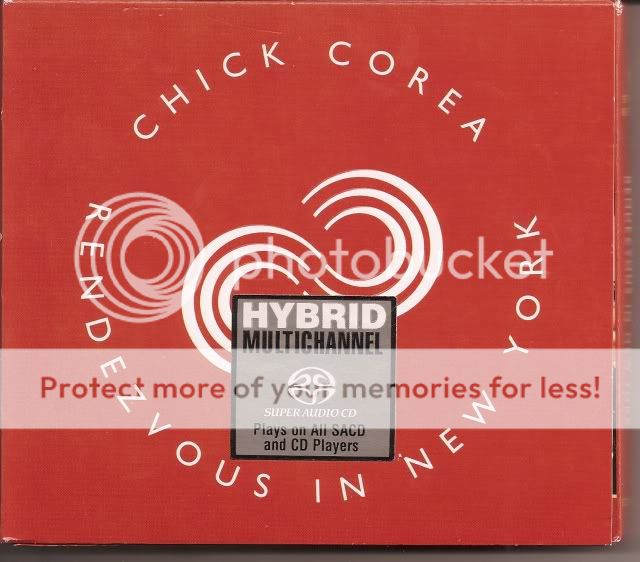 CHICK COREA
RENDEZVOUS IN NEW YORK
photobucket
HYBRID
MULTICHANNEL
Protect more of your memories for less!
SUPER AUDIO CD
Plays on All SACD
and CD Players